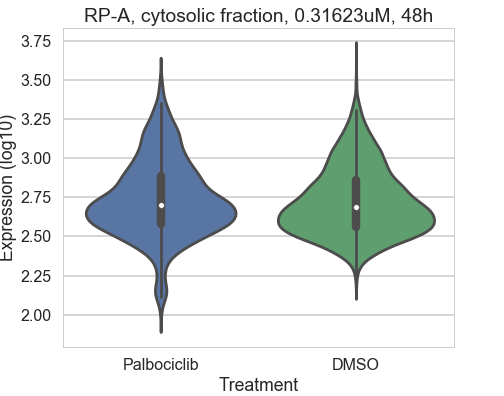 RP-A, cytosolic fraction, 0.31623uM, 48h
Expression (log10)
3.75
3.50
3.25
3.00
2.75
2.50
2.25
2.00
Palbociclib
DMSO
Treatment